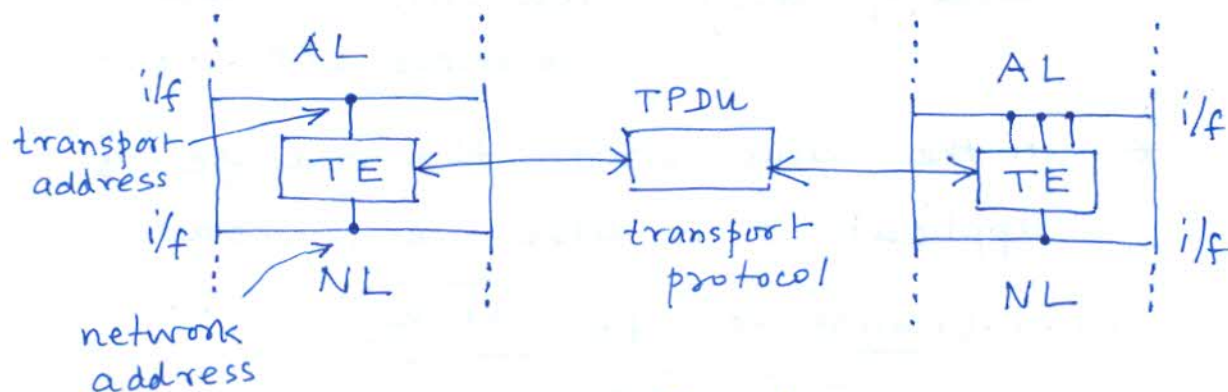 AL
i/f
transport
address
TE
i/f
NL
network
address
TPDU
transport
protocol
AL
i/f
TE
i/f
NL